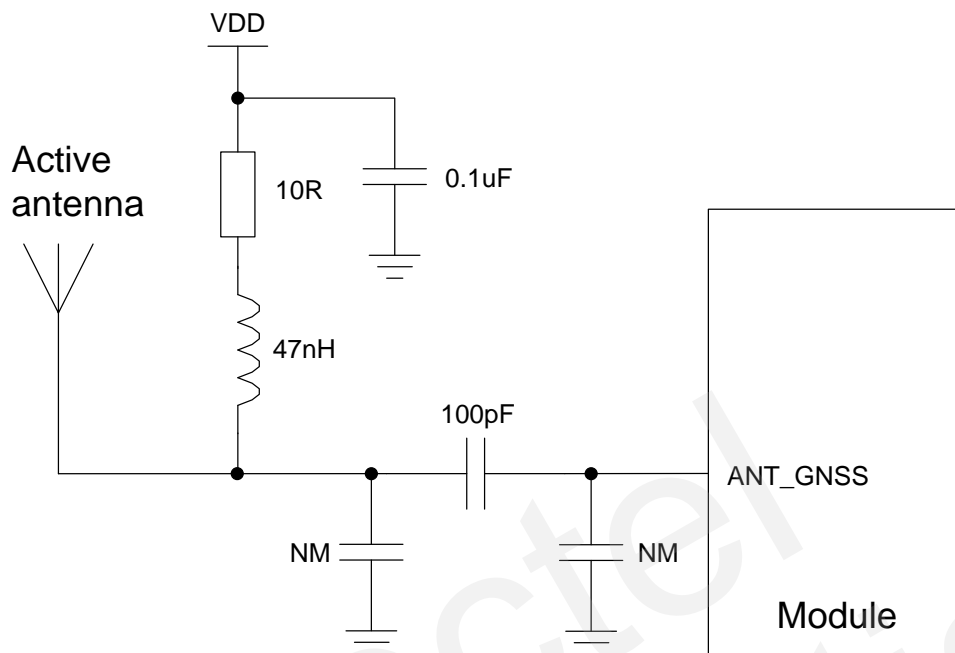 VDD
Active
antenna
10R
0.1uF
47nH
100pF
ANT_GNSS
NM
NM
Module